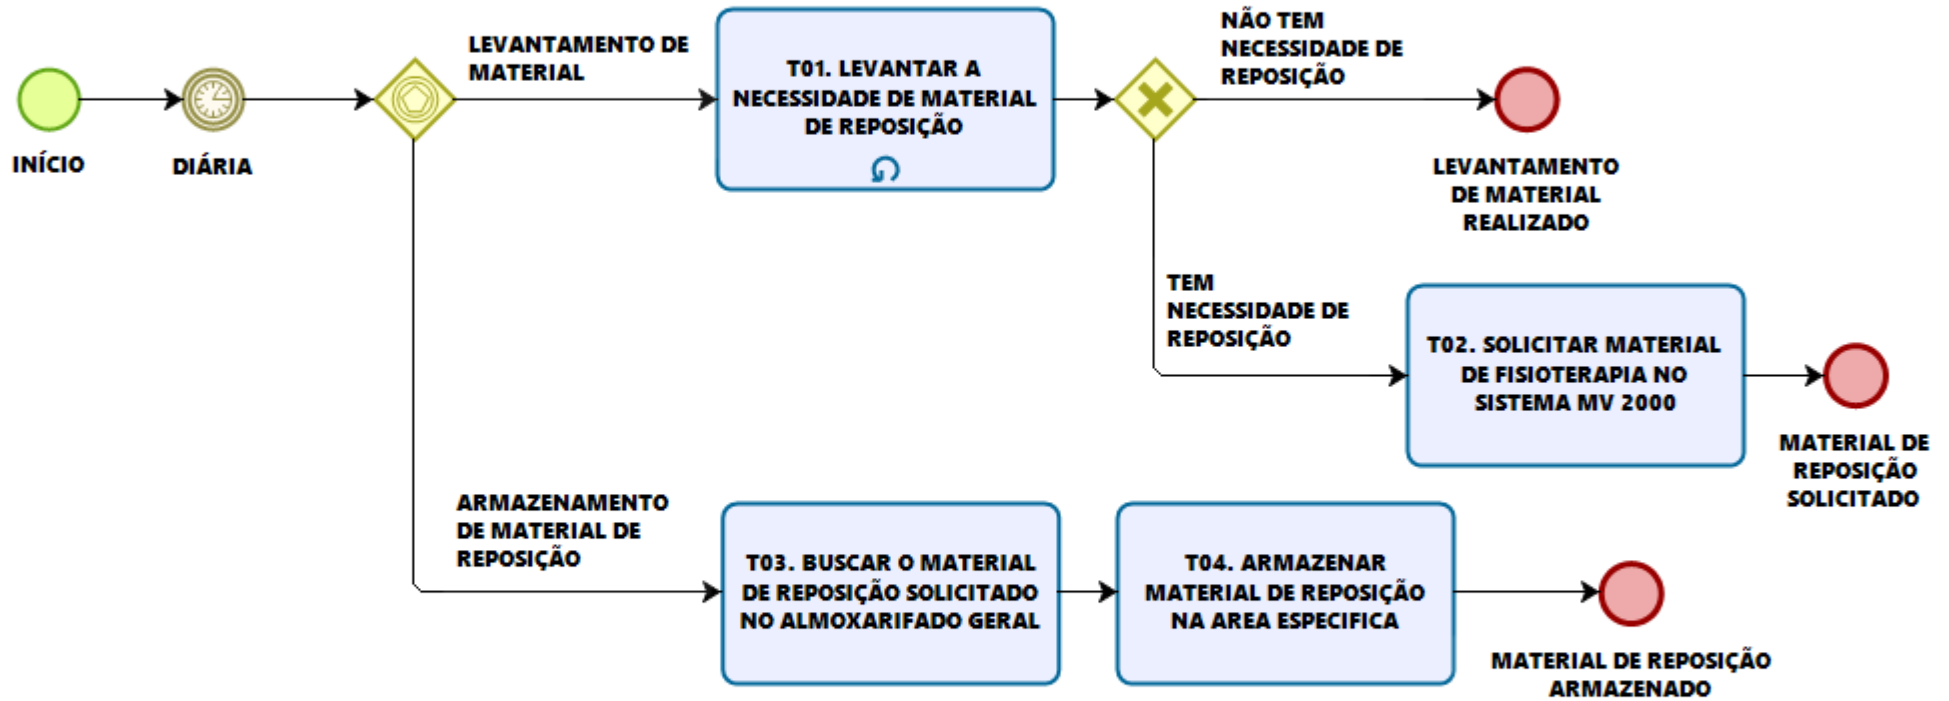 INÍCIO
DIÁRIA
LEVANTAMENTO DE
MATERIAL
T01. LEVANTAR A
NECESSIDADE DE MATERIAL
DE REPOSIÇÃO
NÃO TEM
NECESSIDADE DE
REPOSIÇÃO
LEVANTAMENTO
DE MATERIAL
REALIZADO
TEM
NECESSIDADE DE
REPOSIÇÃO
T02. SOLICITAR MATERIAL
DE FISIOTERAPIA NO
SISTEMA MV 2000
MATERIAL DE
REPOSIÇÃO
SOLICITADO
ARMAZENAMENTO
DE MATERIAL DE
REPOSIÇÃO
T03. BUSCAR O MATERIAL
DE REPOSIÇÃO SOLICITADO
NO ALMOXARIFADO GERAL
T04. ARMAZENAR
MATERIAL DE REPOSIÇÃO
NA AREA ESPECIFICA
MATERIAL DE REPOSIÇÃO
ARMAZENADO